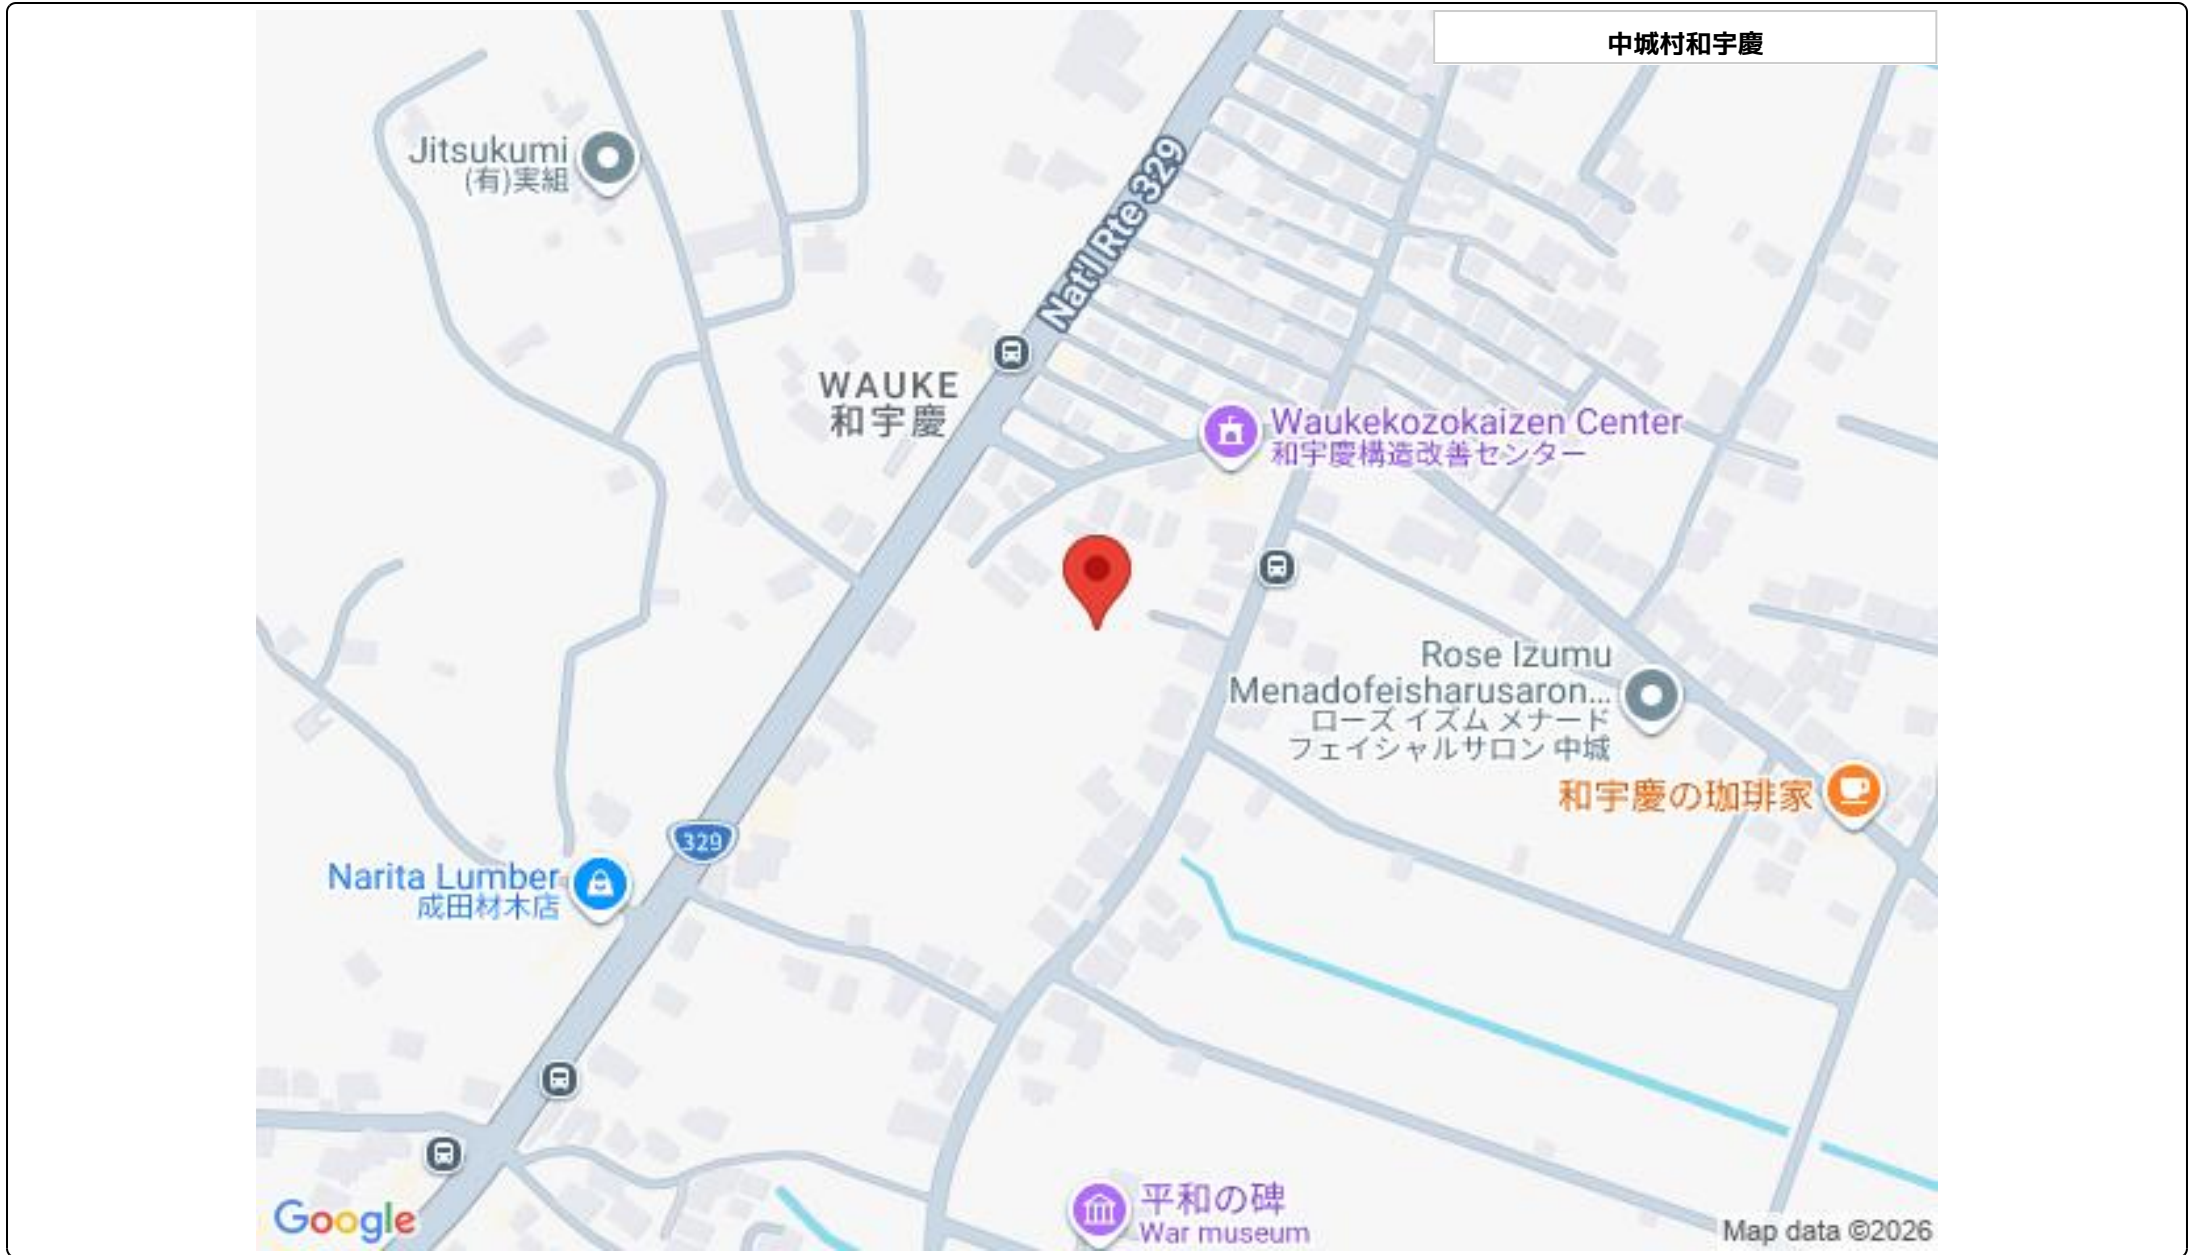 中城村和宇慶
Jitsukumi
(有)実組
Nat'l Rte 329
WAUKE
和宇慶
Waukekozokaizen Center
和宇慶構造改善センター
Rose Izumu
Menadofeisharusaron...
ローズ イズム メナード
フェイシャルサロン 中城
和宇慶の珈琲家
329
Narita Lumber
成田材木店
平和の碑
War museum
Google
Map data ©2026